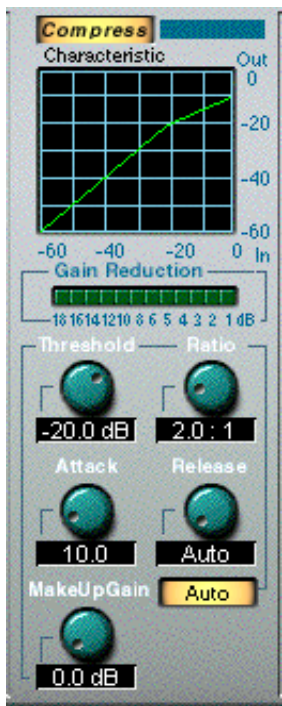 Compress
Characteristic
Out
0
-20
-40
-60
-60 -40 -20 0 In
Gain Reduction
18 16 14 12 10 8 6 5 4 3 2 1 dB
Threshold Ratio
-20.0 dB 2.0 : 1
Attack Release
10.0 Auto
MakeUpGain Auto
0.0 dB